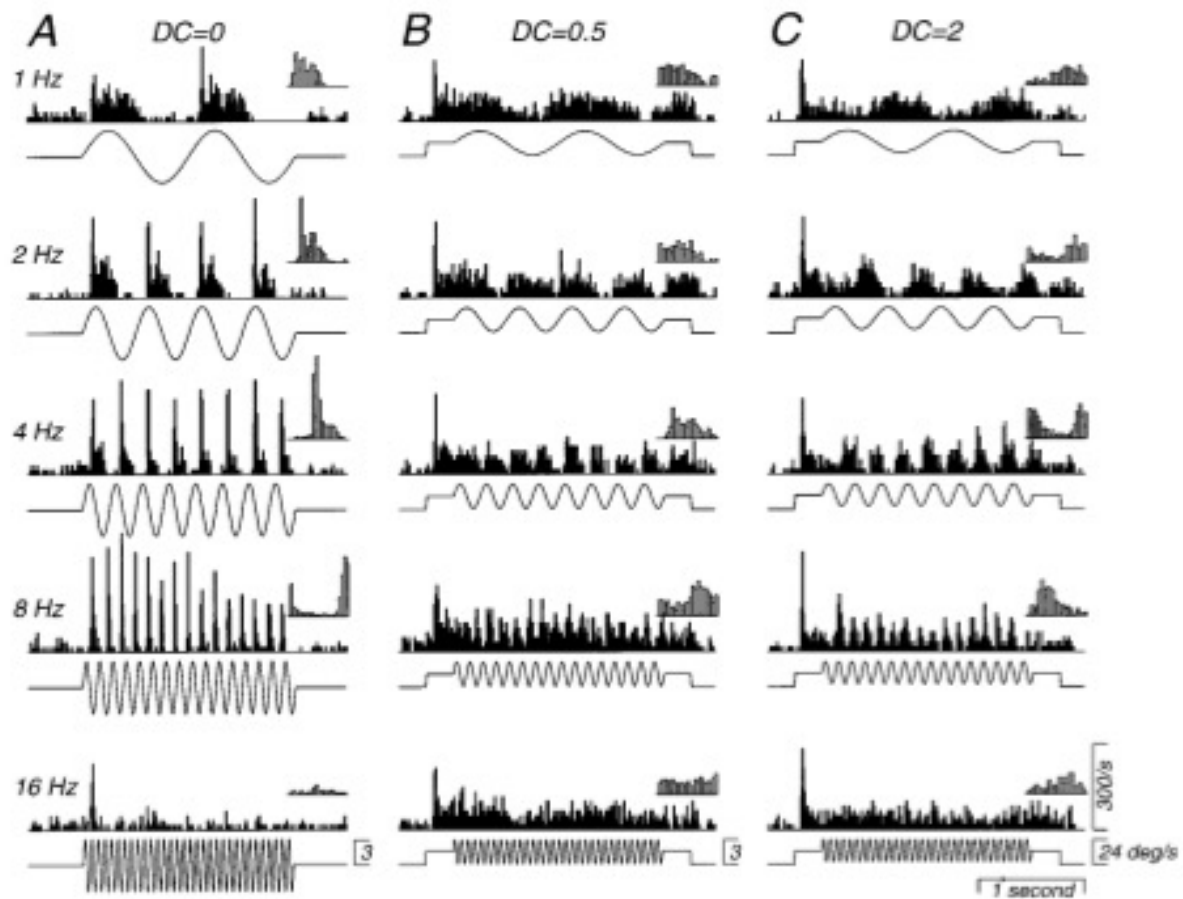 A DC=0 B DC=0.5 C DC=2
1 Hz
2 Hz
4 Hz
8 Hz
16 Hz
300/s
3 3 24 deg/s
1 second